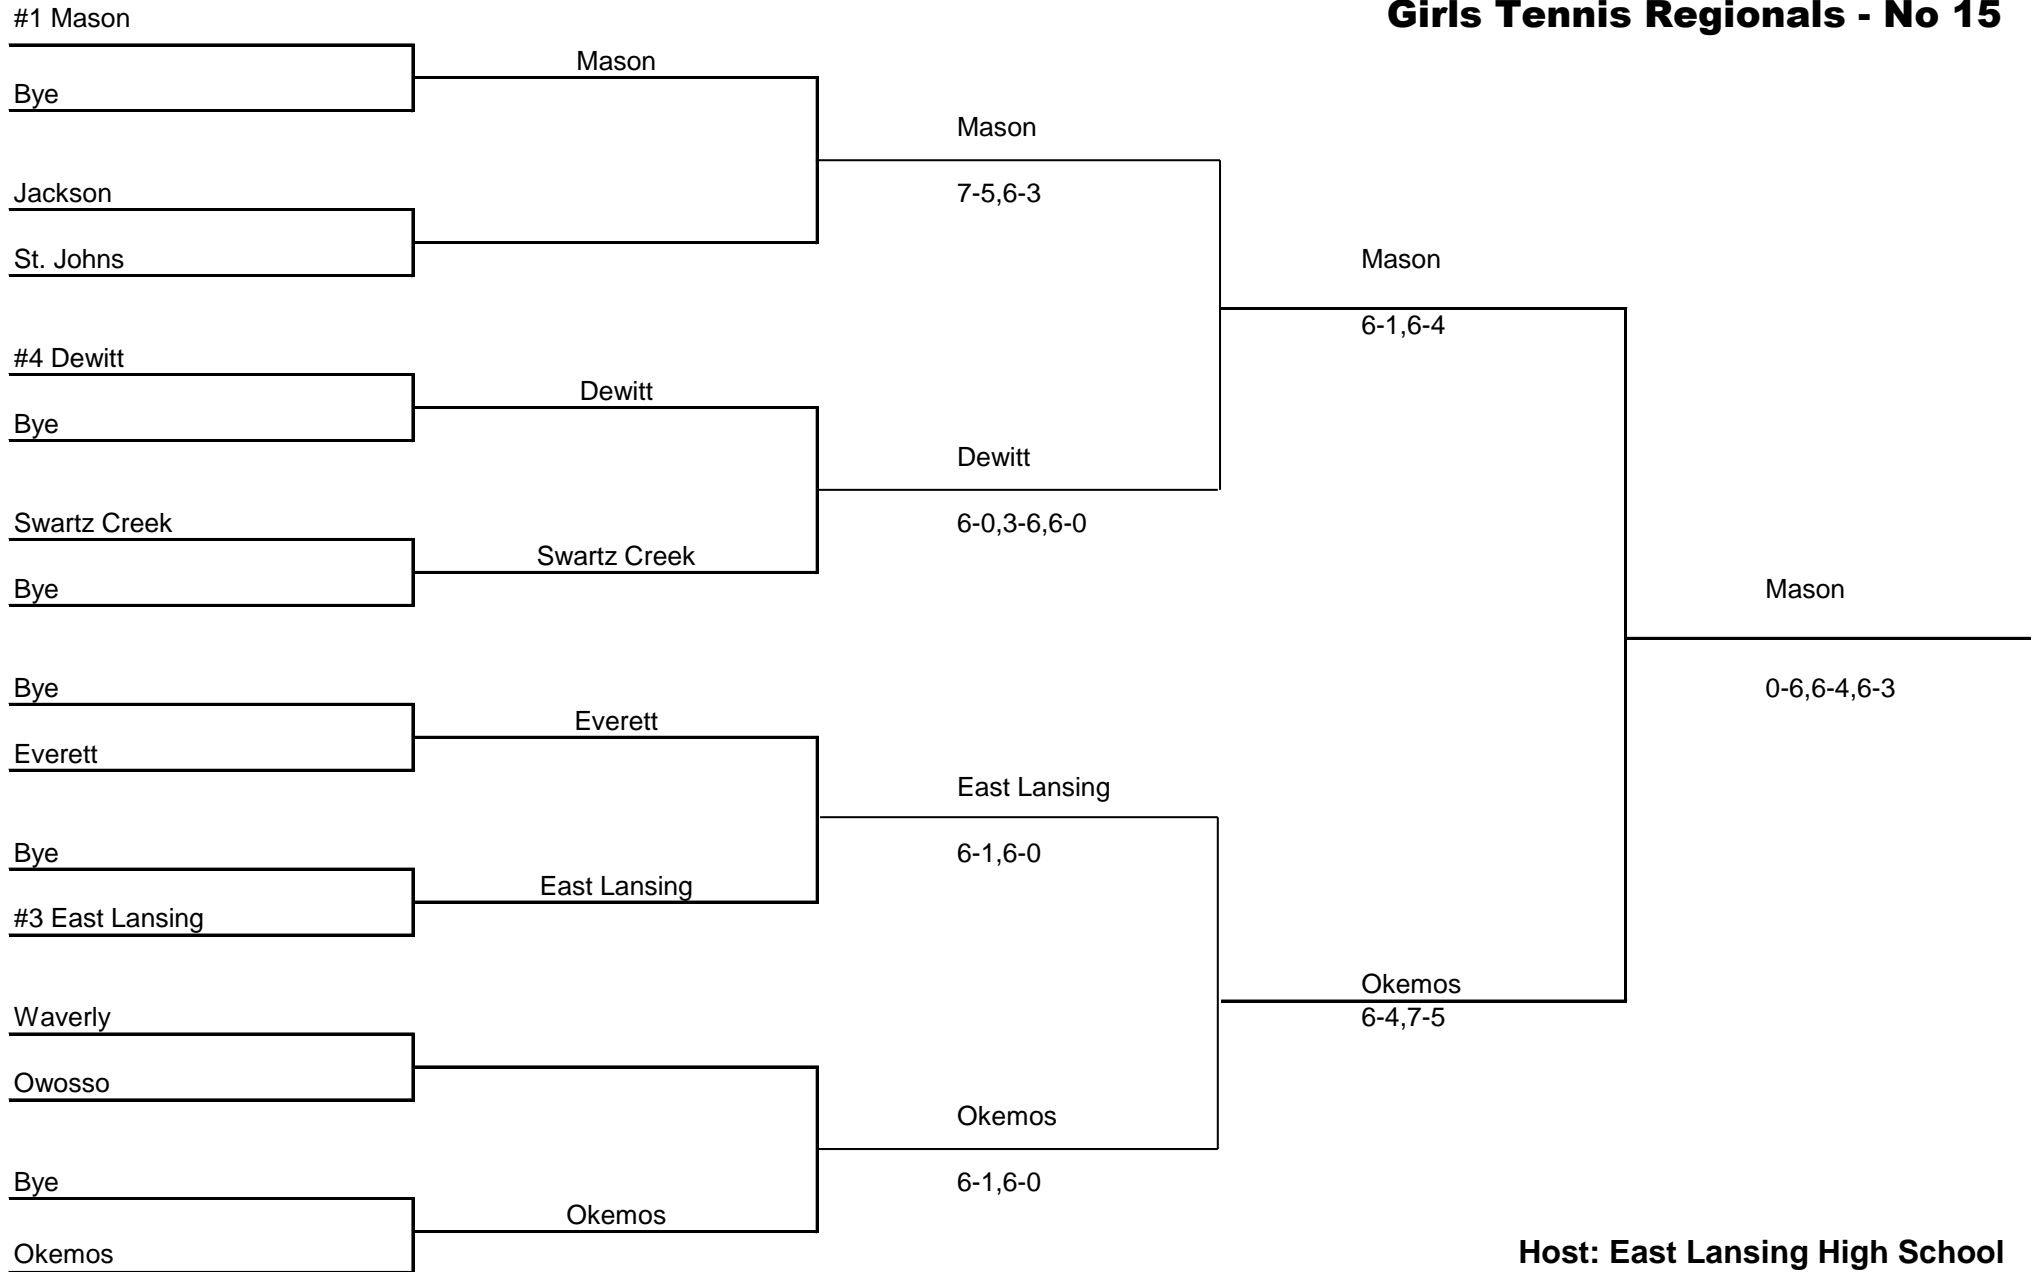 Girls Tennis Regionals - No 15
#1 Mason
Bye
Jackson
St. Johns
#4 Dewitt
Bye
Swartz Creek
Bye
Bye
Everett
Bye
#3 East Lansing
Waverly
Owosso
Bye
Okemos
Mason
Dewitt
Swartz Creek
Everett
East Lansing
Okemos
Mason
7-5,6-3
Dewitt
6-0,3-6,6-0
East Lansing
6-1,6-0
Okemos
6-1,6-0
Mason
6-1,6-4
Okemos
6-4,7-5
Mason
0-6,6-4,6-3
Host: East Lansing High School